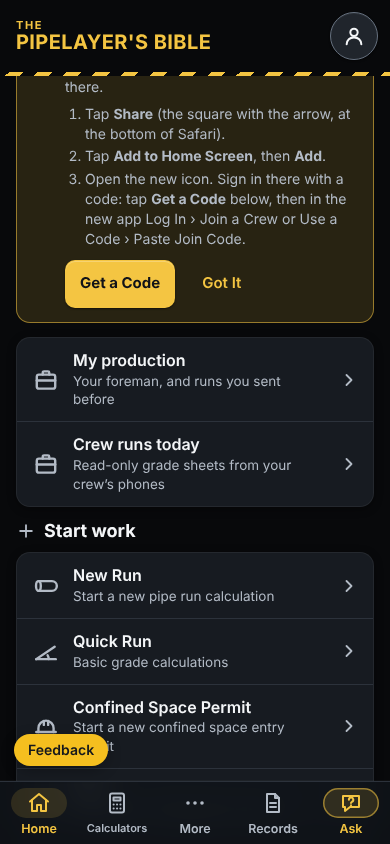 THE
PIPELAYER'S BIBLE
there.
1. Tap Share (the square with the arrow, at
the bottom of Safari).
2. Tap Add to Home Screen, then Add.
3. Open the new icon. Sign in there with a
code: tap Get a Code below, then in the
new app Log In › Join a Crew or Use a
Code › Paste Join Code.
Get a Code
Got It
My production
Your foreman, and runs you sent
before
Crew runs today
Read-only grade sheets from your
crew's phones
Start work
New Run
Start a new pipe run calculation
Quick Run
Basic grade calculations
Confined Space Permit
Start a new confined space entry
Feedback
Home
Calculators
More
Records
Ask